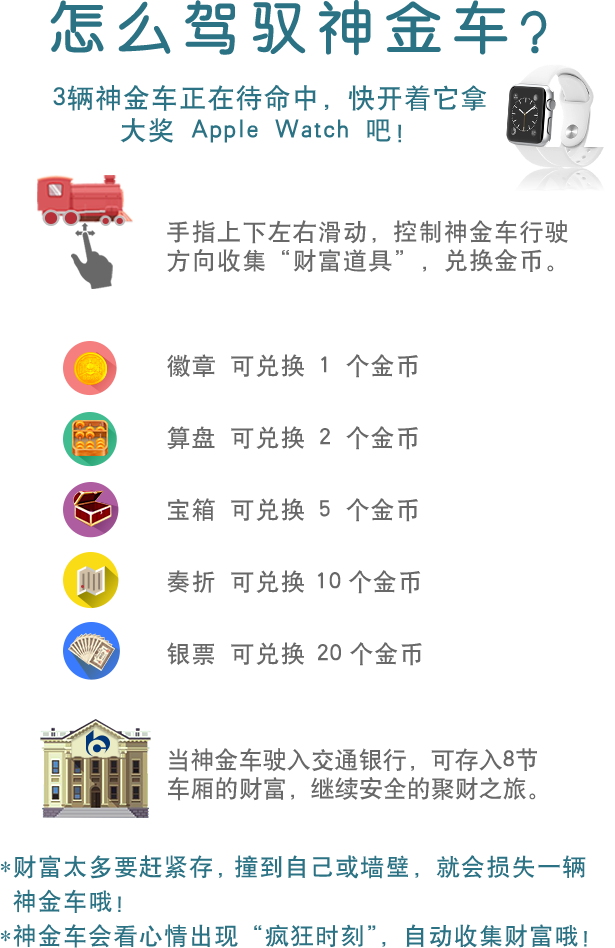 怎么驾驭神金车?
3辆神金车正在待命中，快开着它拿
大奖 Apple Watch 吧!
手指上下左右滑动，控制神金车行驶
方向收集“财富道具”，兑换金币。
徽章 可兑换 1 个金币
算盘 可兑换 2 个金币
宝箱 可兑换 5 个金币
奏折 可兑换 10 个金币
银票 可兑换 20 个金币
当神金车驶入交通银行，可存入8节
车厢的财富，继续安全的聚财之旅。
*财富太多要赶紧存，撞到自己或墙壁，就会损失一辆
神金车哦!
*神金车会看心情出现“疯狂时刻”，自动收集财富哦!